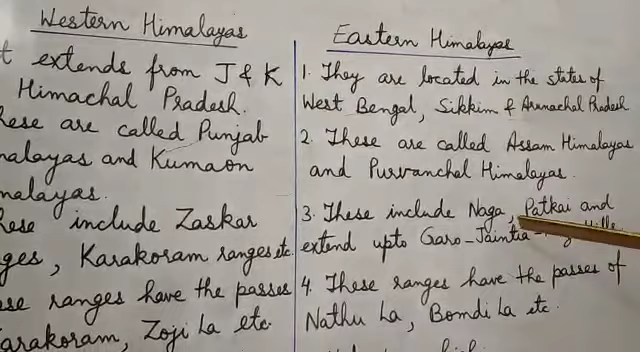 Western Himalayas
t extends from J & K
Himachal Pradesh.
hese are called Punjab
malayas and Kumaon
malayas.
hese include Zaskar
ges, Karakoram ranges etc.
ese ranges have the passes
arakoram, Zoji La etc.
Eastern Himalayas
1. They are located in the states of
West Bengal, Sikkim & Arunachal Pradesh
2. These are called Assam Himalayas
and Purvanchal Himalayas.
3. These include Naga, Patkai and
extend upto Garo-Jaintia
4. These ranges have the passes of
Nathu La, Bomdi La etc.